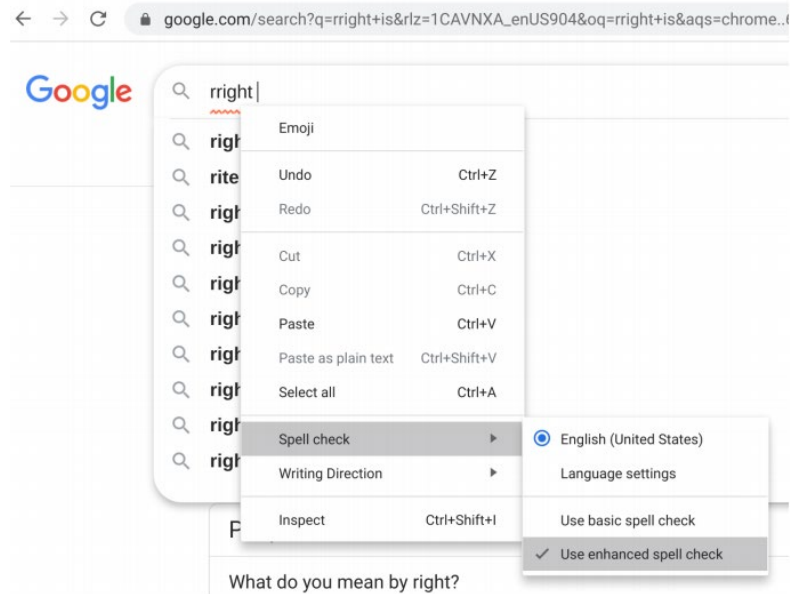 google.com/search?q=rright+is&rlz=1CAVNXA_enUS904&oq=rright+is&aqs=chrome..
Google
rright
Emoji
righ
Undo Ctrl+Z
rite
Redo Ctrl+Shift+Z
righ
Cut Ctrl+X
righ
Copy Ctrl+C
righ
Paste Ctrl+V
righ
Paste as plain text Ctrl+Shift+V
righ
Select all Ctrl+A
righ
Spell check
righ
Writing Direction
righ
Inspect Ctrl+Shift+I
English (United States)
Language settings
Use basic spell check
Use enhanced spell check
P
What do you mean by right?